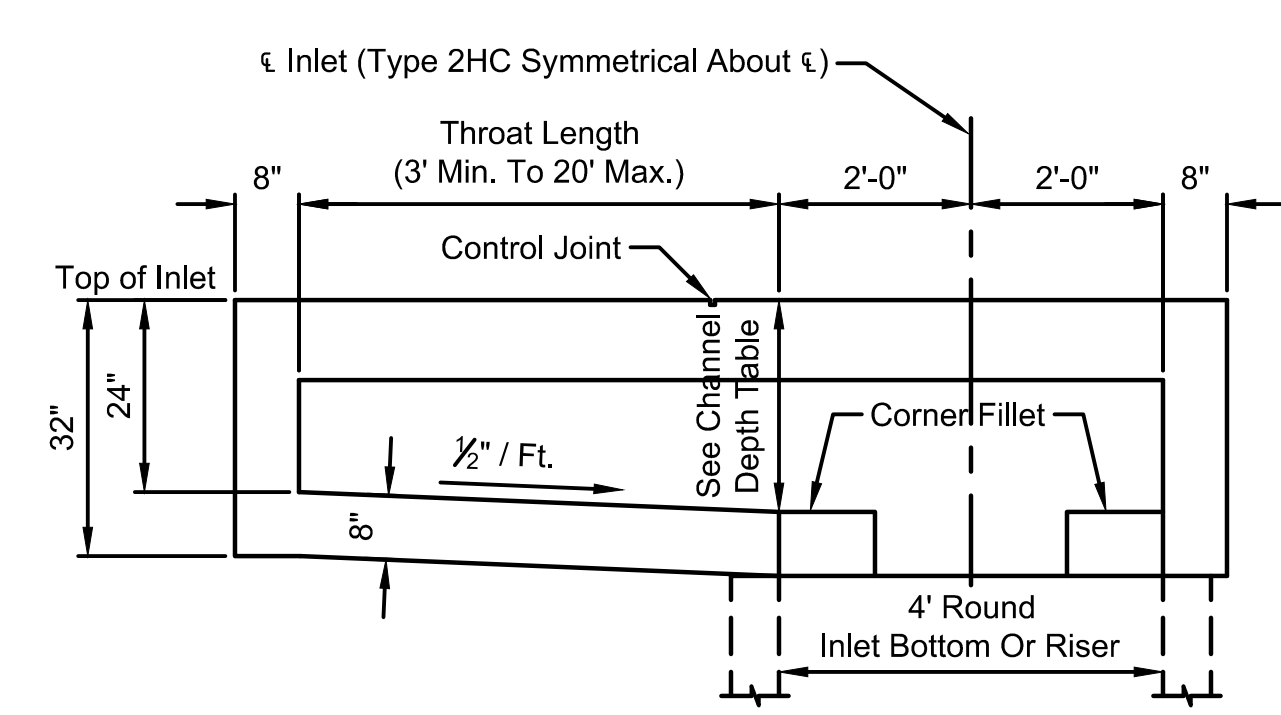 ℄ Inlet (Type 2HC Symmetrical About ℄)
Throat Length
(3' Min. To 20' Max.)
8"
2'-0"
2'-0"
8"
Control Joint
Top of Inlet
32"
24"
See Channel
Depth Table
Corner Fillet
½" / Ft.
8"
4' Round
Inlet Bottom Or Riser